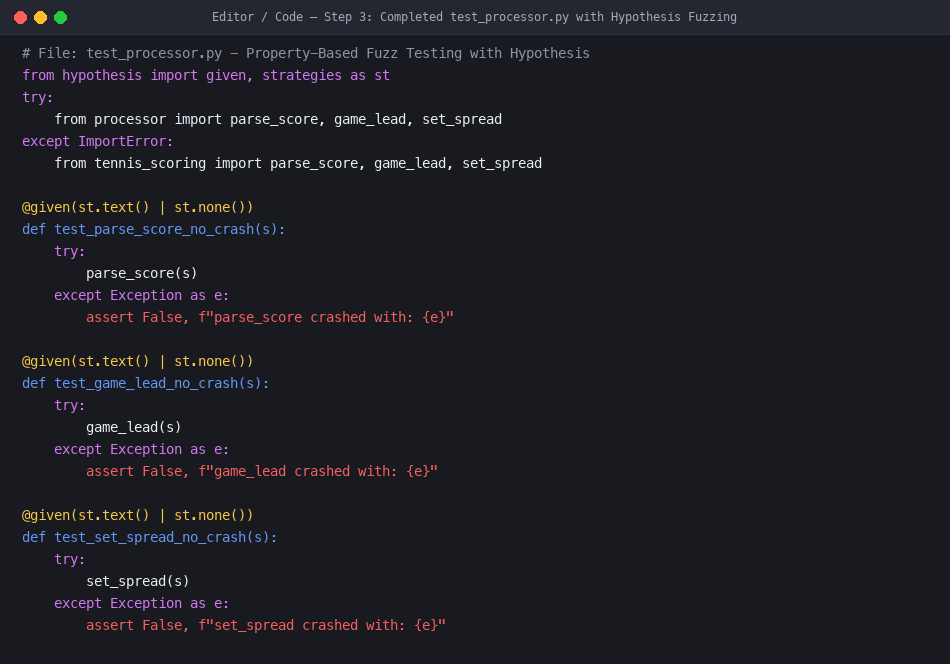 Editor / Code — Step 3: Completed test_processor.py with Hypothesis Fuzzing
# File: test_processor.py — Property-Based Fuzz Testing with Hypothesis
from hypothesis import given, strategies as st
try:
    from processor import parse_score, game_lead, set_spread
except ImportError:
    from tennis_scoring import parse_score, game_lead, set_spread
@given(st.text() | st.none())
def test_parse_score_no_crash(s):
    try:
        parse_score(s)
    except Exception as e:
        assert False, f"parse_score crashed with: {e}"
@given(st.text() | st.none())
def test_game_lead_no_crash(s):
    try:
        game_lead(s)
    except Exception as e:
        assert False, f"game_lead crashed with: {e}"
@given(st.text() | st.none())
def test_set_spread_no_crash(s):
    try:
        set_spread(s)
    except Exception as e:
        assert False, f"set_spread crashed with: {e}"